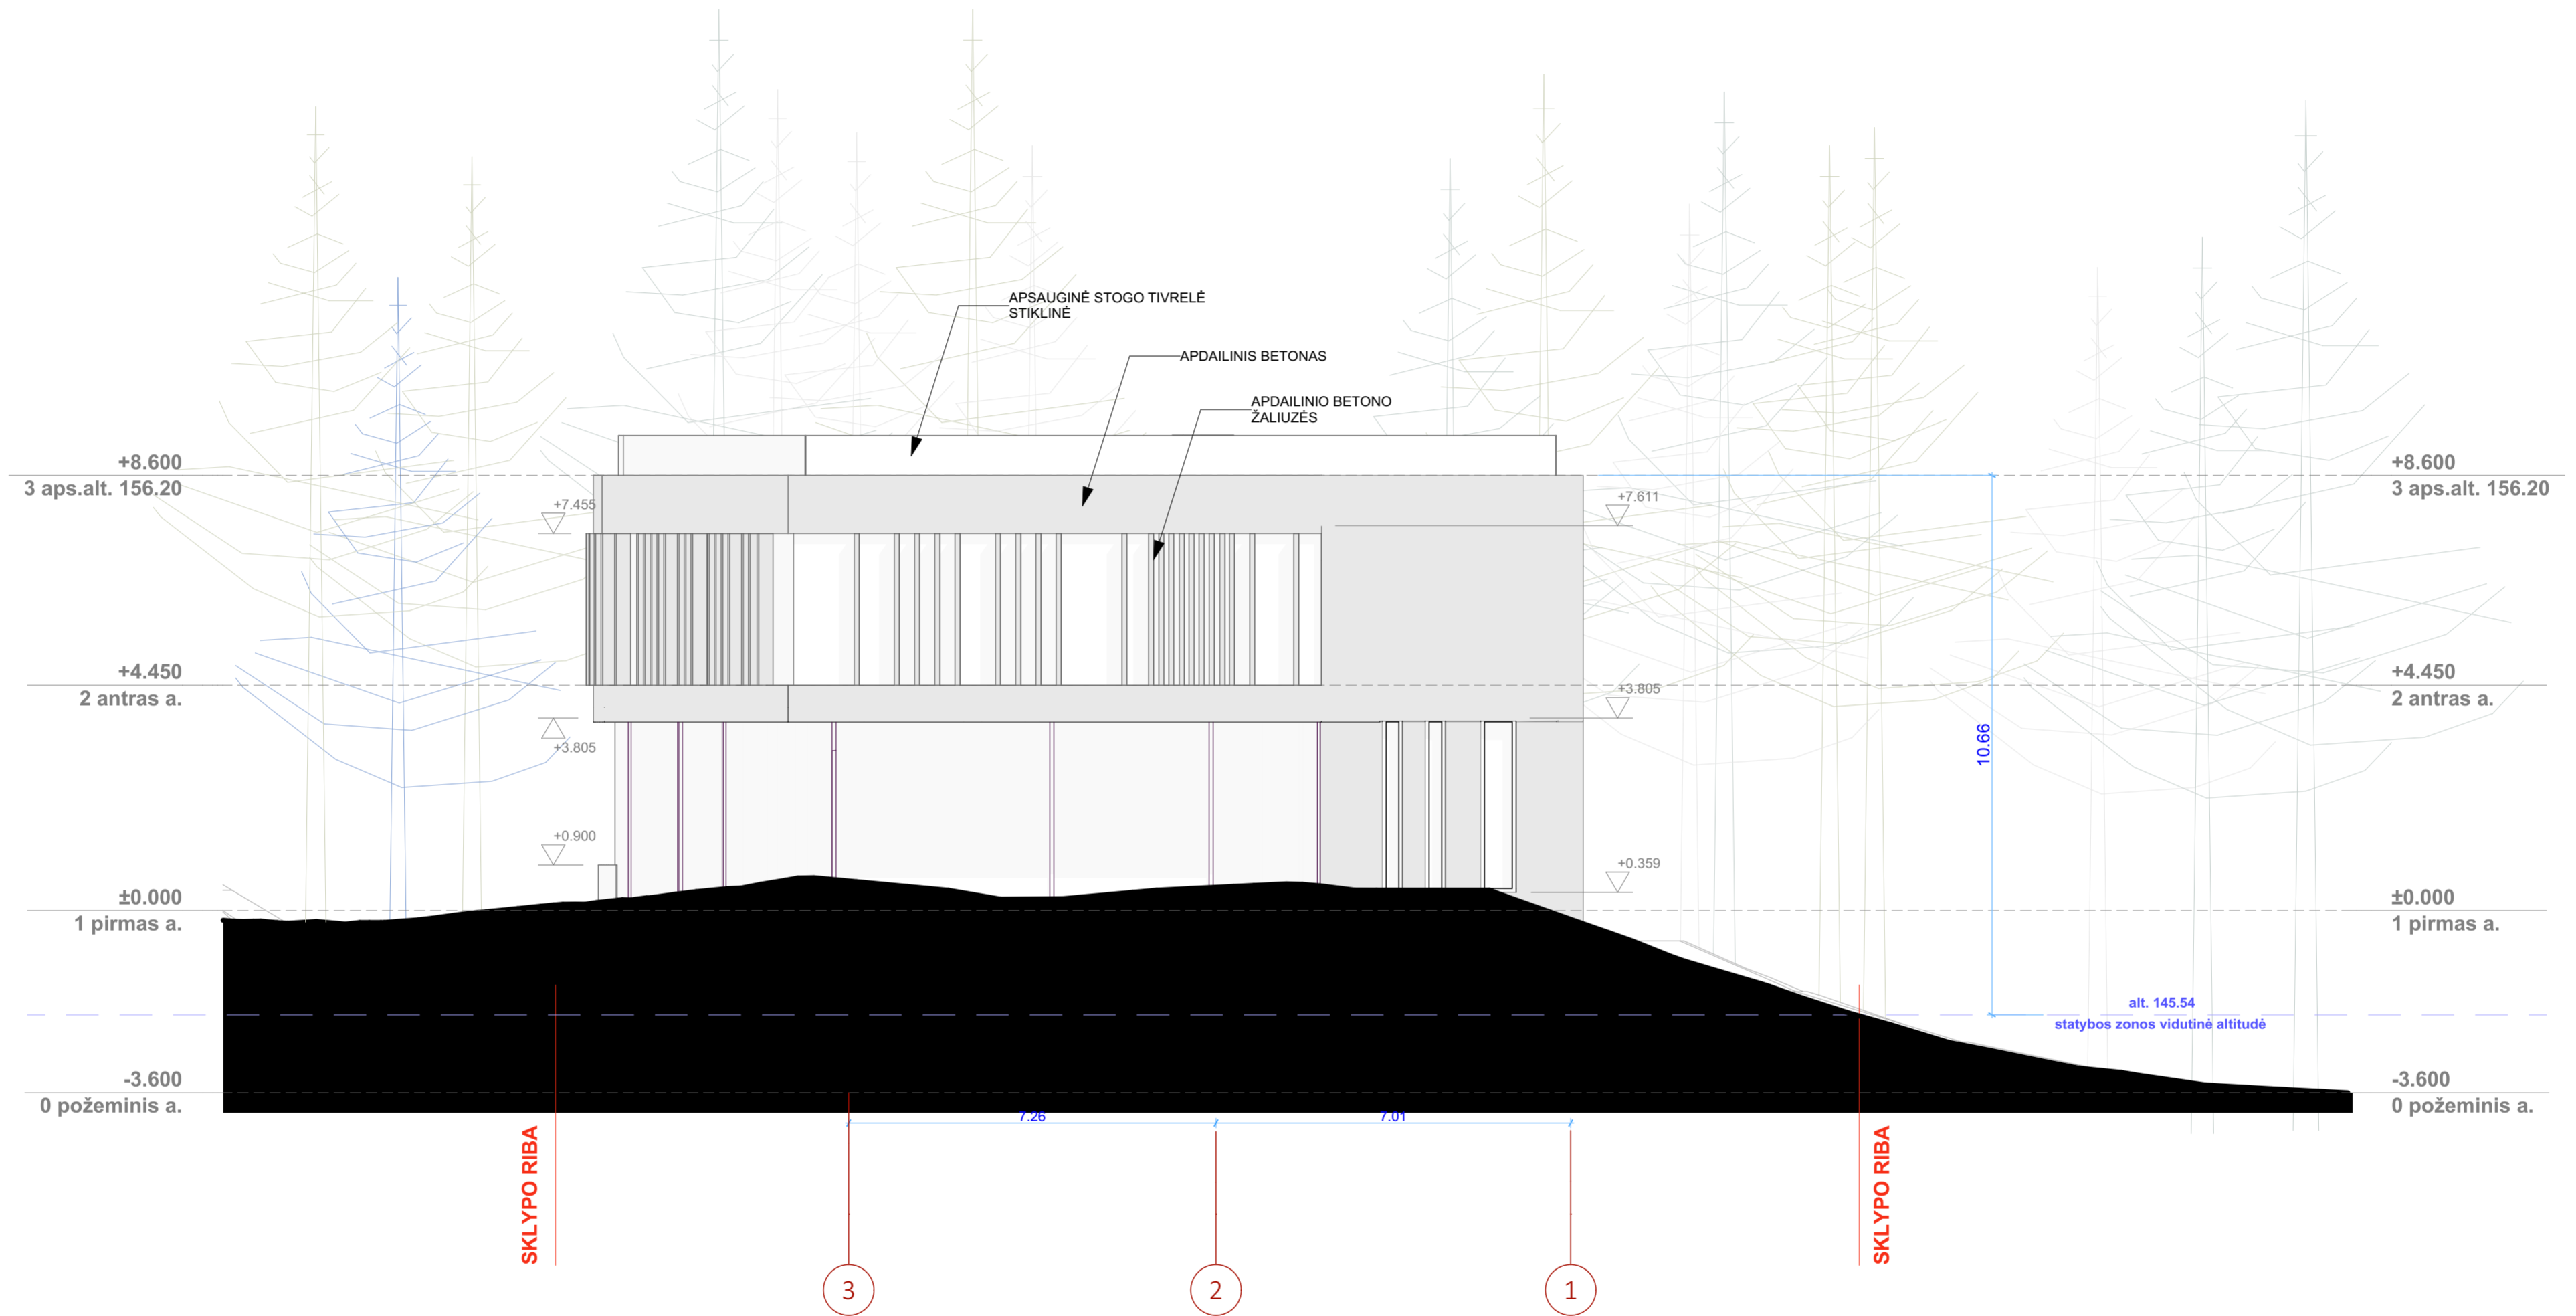 APSAUGINĖ STOGO TIVRELĖ
STIKLINĖ
APDAILINIS BETONAS
APDAILINIO BETONO
ŽALIUZĖS
+8.600
3 aps.alt. 156.20
+8.600
3 aps.alt. 156.20
+7.455
+7.611
+4.450
2 antras a.
+4.450
2 antras a.
+3.805
+3.805
10.66
+0.900
+0.359
±0.000
1 pirmas a.
±0.000
1 pirmas a.
alt. 145.54
statybos zonos vidutinė altitudė
-3.600
0 požeminis a.
-3.600
0 požeminis a.
7.26
7.01
SKLYPO RIBA
SKLYPO RIBA
3
2
1